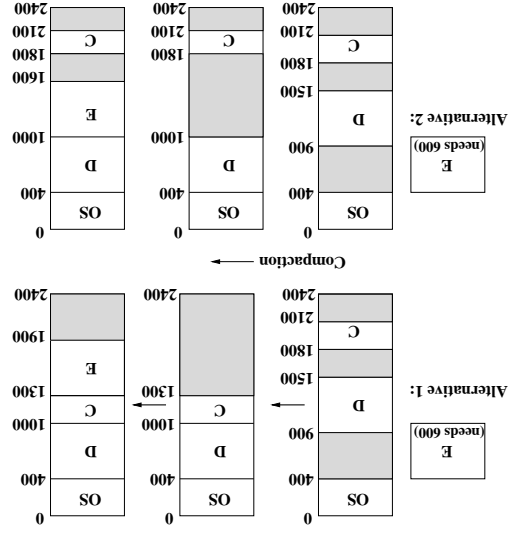 E
(needs 600)
Alternative 1:
0
OS
400
900
D
1500
1800
C
2100
2400
0
OS
400
D
1000
C
1300
2400
0
OS
400
D
1000
C
1300
E
1900
2400
Compaction
E
(needs 600)
Alternative 2:
0
OS
400
900
D
1500
1800
C
2100
2400
0
OS
400
D
1000
1800
C
2100
2400
0
OS
400
D
1000
E
1600
1800
C
2100
2400